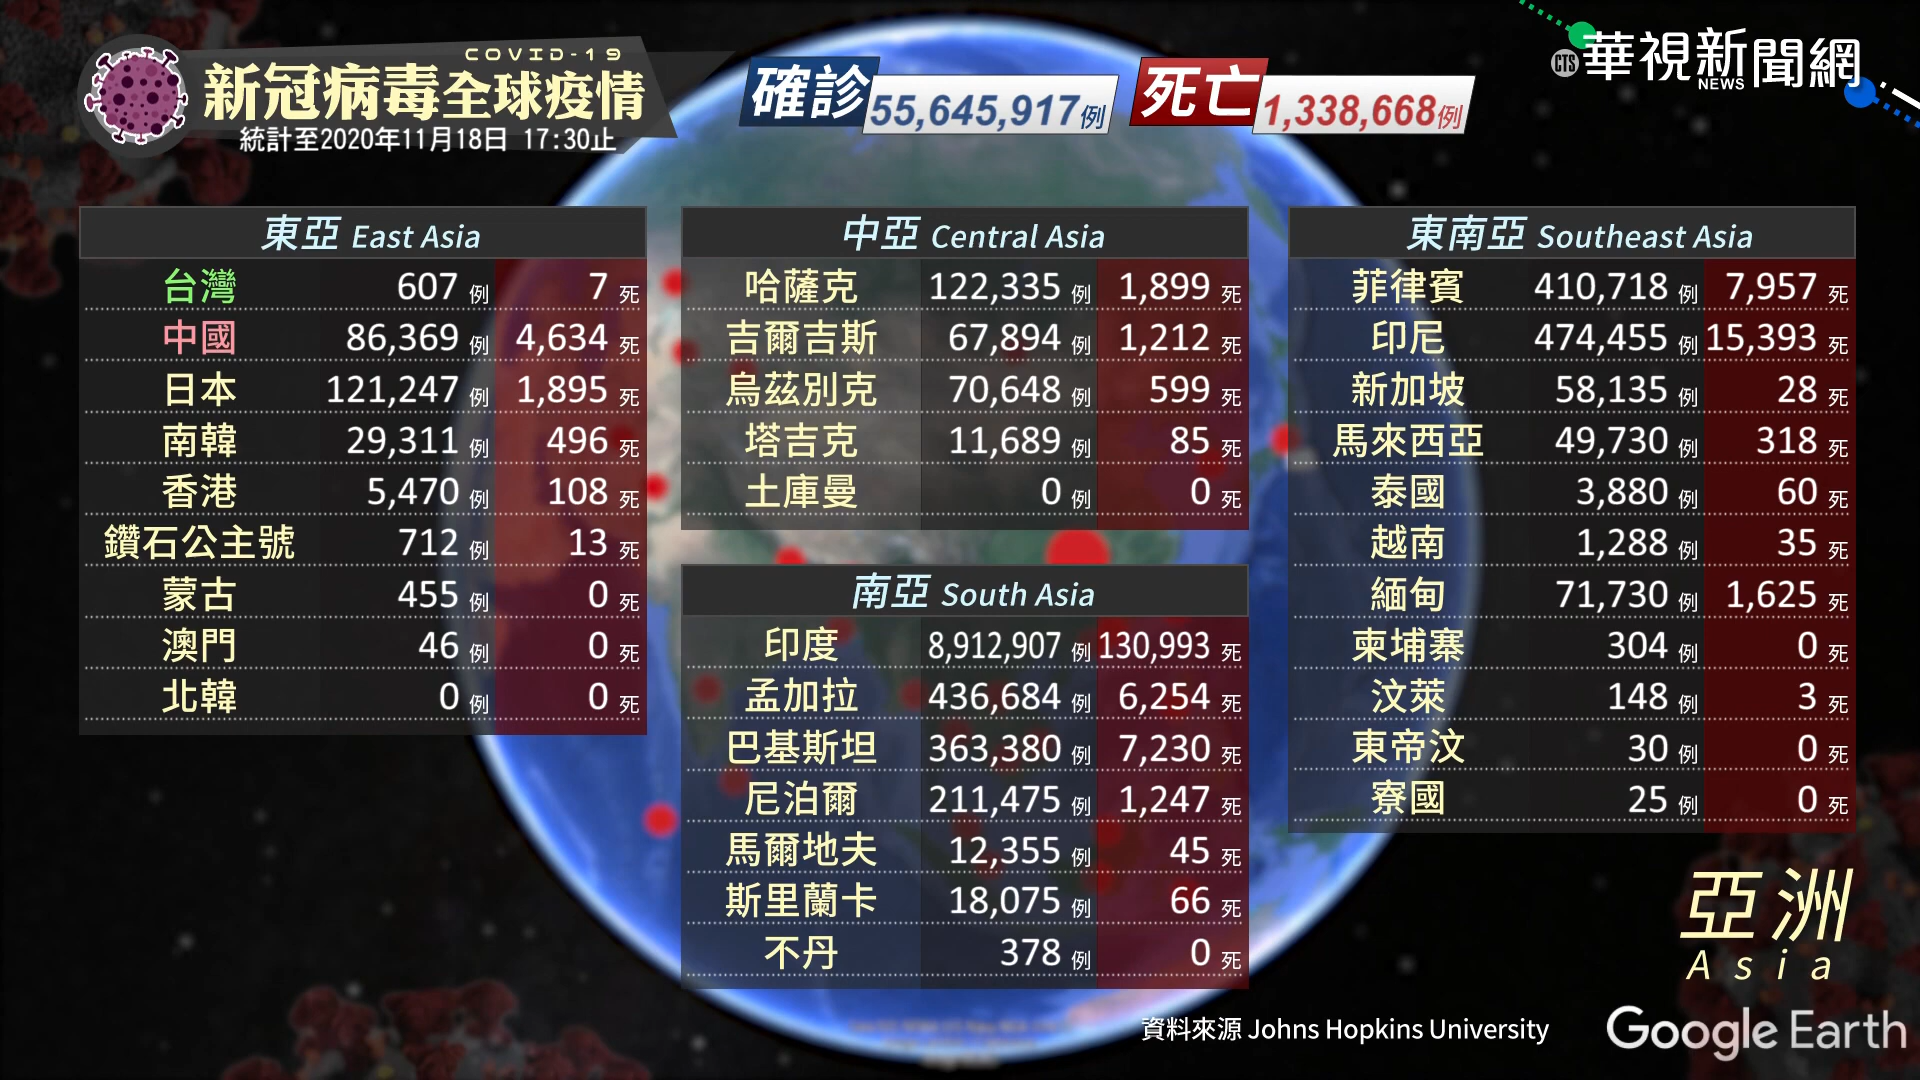 COVID-19
新冠病毒全球疫情
統計至2020年11月18日 17:30止
確診 55,645,917例
死亡 1,338,668例
CTS 華視新聞網
NEWS
東亞 East Asia
台灣 607 例 7 死
中國 86,369 例 4,634 死
日本 121,247 例 1,895 死
南韓 29,311 例 496 死
香港 5,470 例 108 死
鑽石公主號 712 例 13 死
蒙古 455 例 0 死
澳門 46 例 0 死
北韓 0 例 0 死
中亞 Central Asia
哈薩克 122,335 例 1,899 死
吉爾吉斯 67,894 例 1,212 死
烏茲別克 70,648 例 599 死
塔吉克 11,689 例 85 死
土庫曼 0 例 0 死
南亞 South Asia
印度 8,912,907 例 130,993 死
孟加拉 436,684 例 6,254 死
巴基斯坦 363,380 例 7,230 死
尼泊爾 211,475 例 1,247 死
馬爾地夫 12,355 例 45 死
斯里蘭卡 18,075 例 66 死
不丹 378 例 0 死
東南亞 Southeast Asia
菲律賓 410,718 例 7,957 死
印尼 474,455 例 15,393 死
新加坡 58,135 例 28 死
馬來西亞 49,730 例 318 死
泰國 3,880 例 60 死
越南 1,288 例 35 死
緬甸 71,730 例 1,625 死
柬埔寨 304 例 0 死
汶萊 148 例 3 死
東帝汶 30 例 0 死
寮國 25 例 0 死
亞洲
Asia
資料來源 Johns Hopkins University
Google Earth